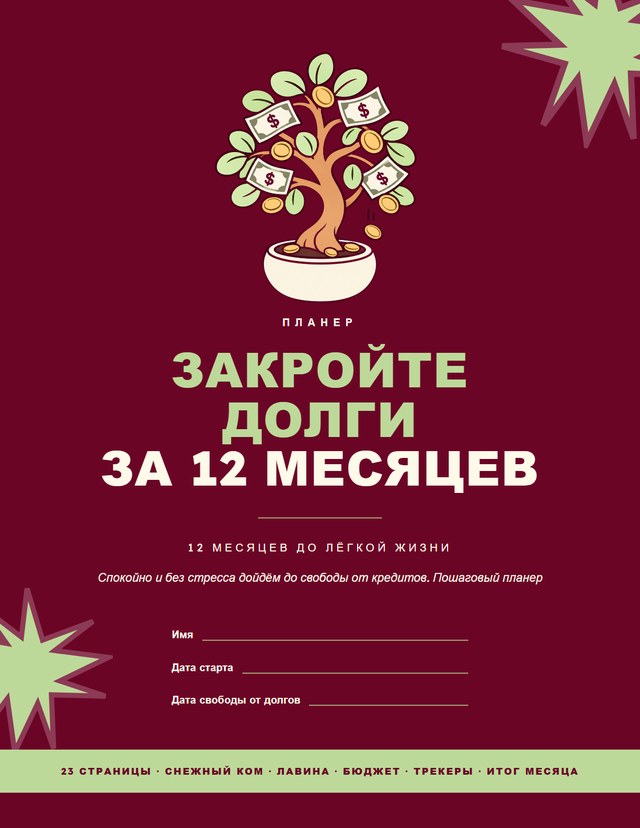 $
$
$
$
ПЛАНЕР
ЗАКРОЙТЕ
ДОЛГИ
ЗА 12 МЕСЯЦЕВ
12 МЕСЯЦЕВ ДО ЛЁГКОЙ ЖИЗНИ
Спокойно и без стресса дойдём до свободы от кредитов. Пошаговый планер
Имя
Дата старта
Дата свободы от долгов
23 СТРАНИЦЫ · СНЕЖНЫЙ КОМ · ЛАВИНА · БЮДЖЕТ · ТРЕКЕРЫ · ИТОГ МЕСЯЦА